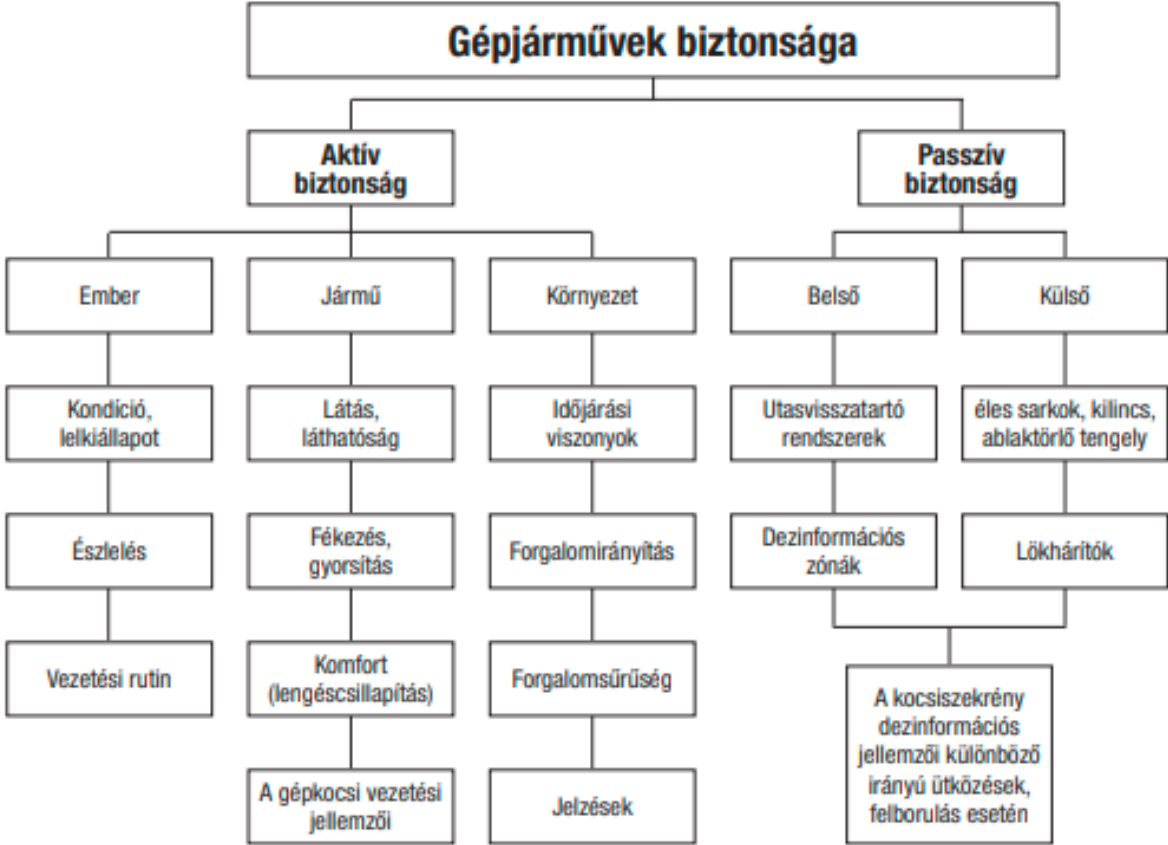 Gépjárművek biztonsága
Aktív
biztonság
Passzív
biztonság
Ember
Jármű
Környezet
Belső
Külső
Kondíció,
lelkiállapot
Látás,
láthatóság
Időjárási
viszonyok
Utasvisszatartó
rendszerek
éles sarkok, kilincs,
ablaktörlő tengely
Észlelés
Fékezés,
gyorsítás
Forgalomirányítás
Dezinformációs
zónák
Lökhárítók
Vezetési rutin
Komfort
(lengéscsillapítás)
Forgalomsűrűség
A kocsiszekrény
dezinformációs
jellemzői különböző
irányú ütközések,
felborulás esetén
A gépkocsi vezetési
jellemzői
Jelzések